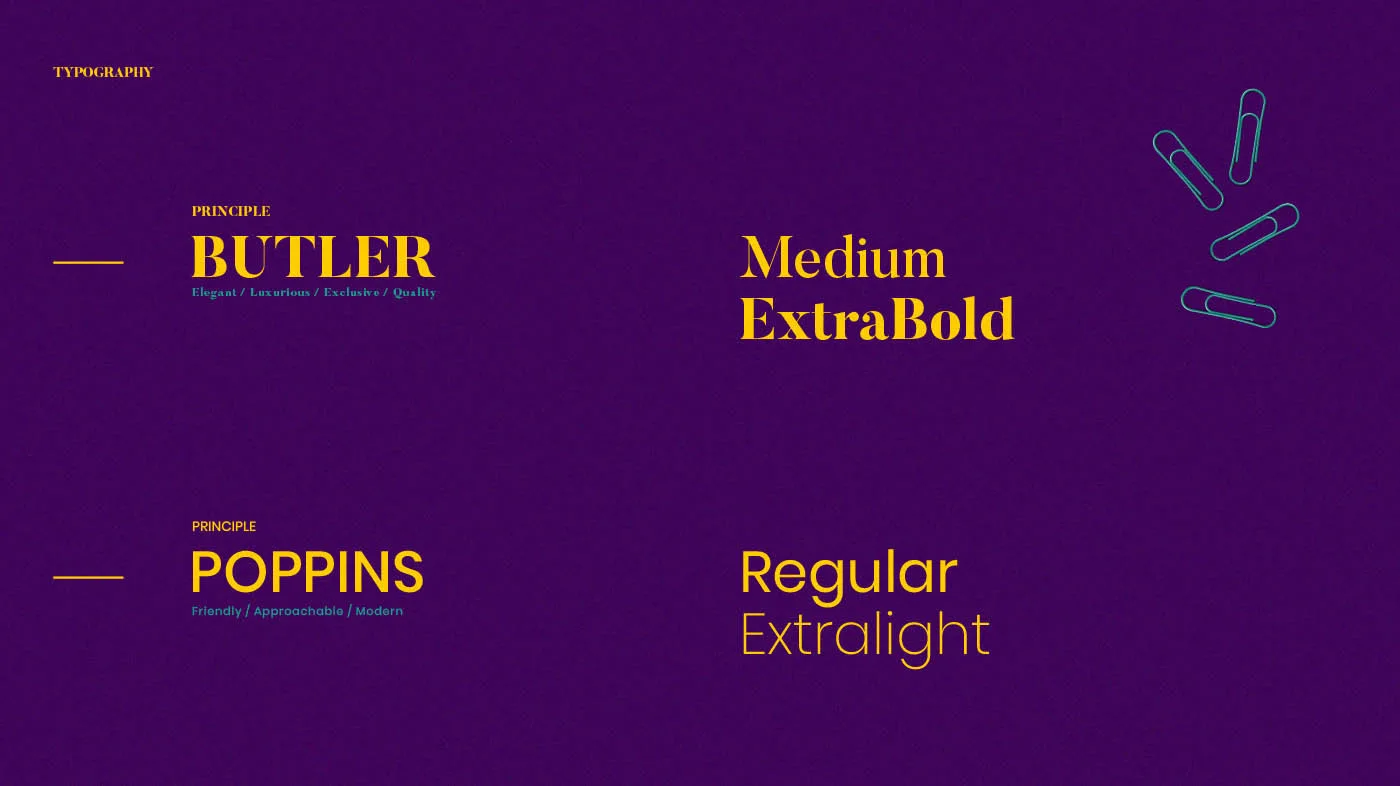 TYPOGRAPHY
PRINCIPLE
BUTLER
Elegant / Luxurious / Exclusive / Quality
Medium
ExtraBold
PRINCIPLE
POPPINS
Friendly / Approachable / Modern
Regular
Extralight